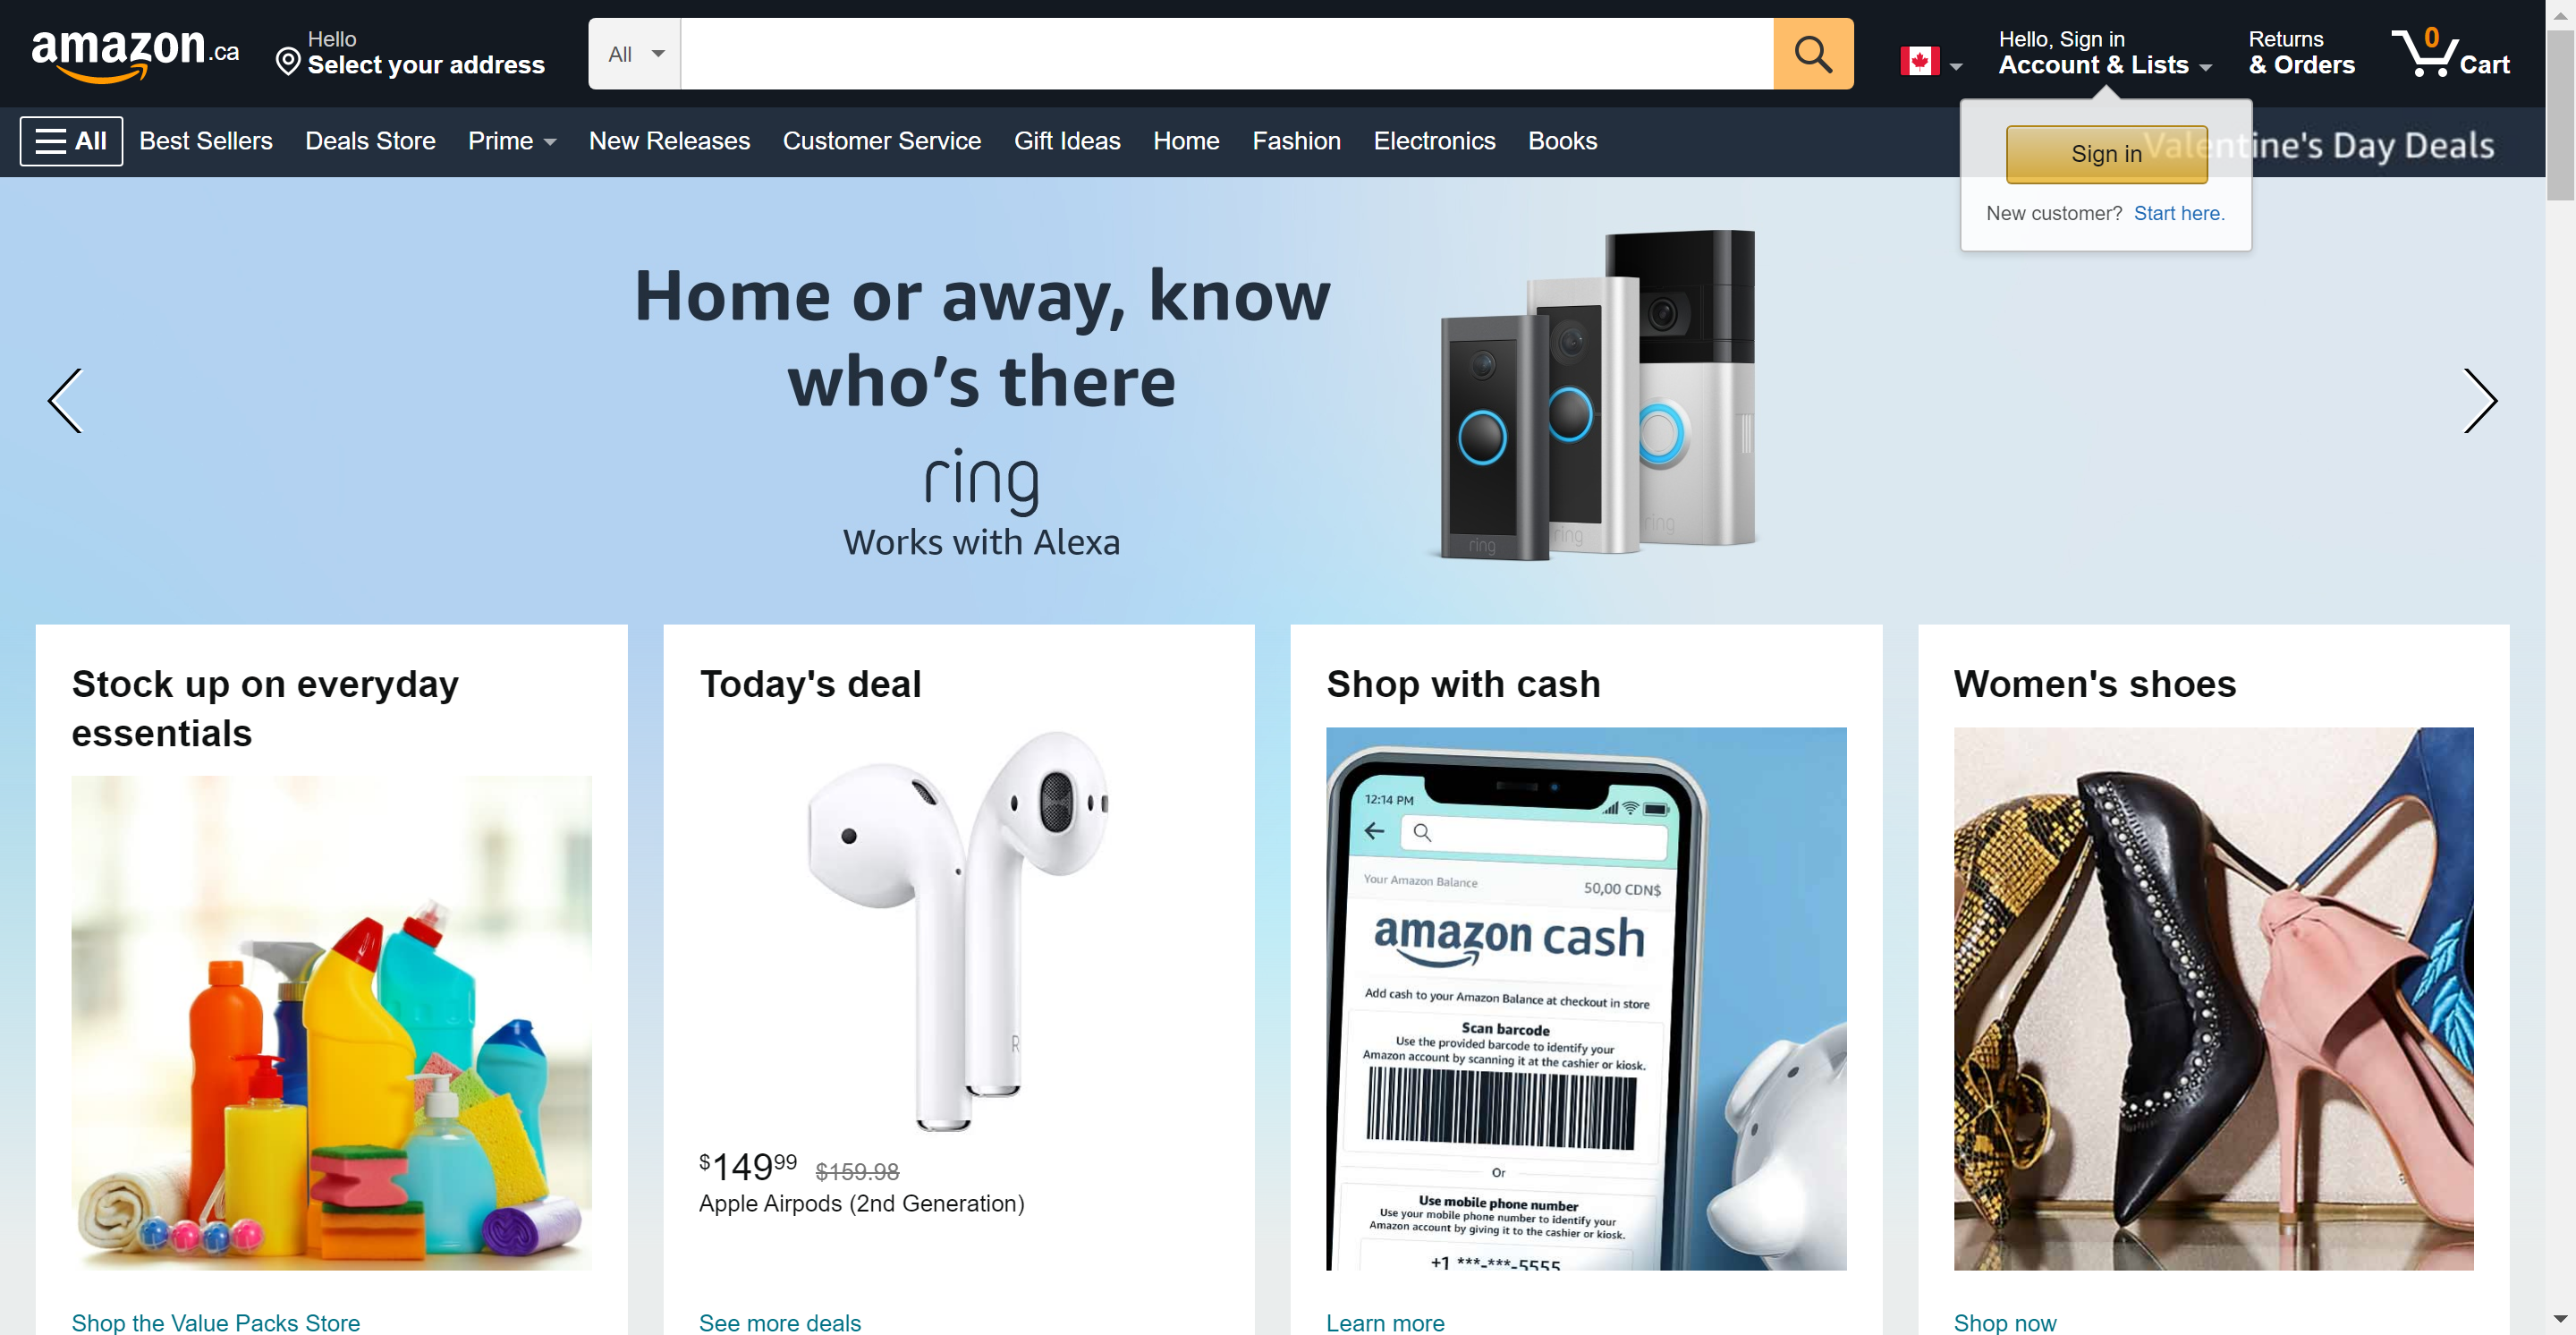 amazon.ca
Hello
Select your address
All
Hello, Sign in
Account & Lists
Returns
& Orders
0
Cart
All
Best Sellers
Deals Store
Prime
New Releases
Customer Service
Gift Ideas
Home
Fashion
Electronics
Books
Valentine's Day Deals
Sign in
New customer? Start here.
Home or away, know
who's there
ring
Works with Alexa
ring
ring
ring
Stock up on everyday
essentials
Shop the Value Packs Store
Today's deal
R
$149.99 $159.98
Apple Airpods (2nd Generation)
See more deals
Shop with cash
12:14 PM
Your Amazon Balance
50,00 CDN$
amazon cash
Add cash to your Amazon Balance at checkout in store
Scan barcode
Use the provided barcode to identify your
Amazon account by scanning it at the cashier or kiosk.
Or
Use mobile phone number
Use your mobile phone number to identify your
Amazon account by giving it to the cashier or kiosk.
+1 ***-***-5555
Learn more
Women's shoes
Shop now